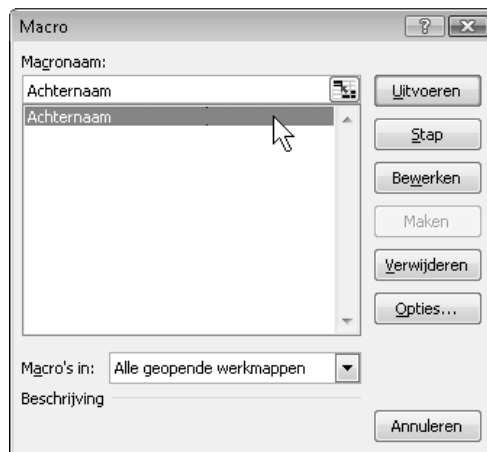 Macro
Macronaam:
Achternaam
Achternaam
Uitvoeren
Stap
Bewerken
Maken
Verwijderen
Opties...
Macro's in: Alle geopende werkmappen
Beschrijving
Annuleren